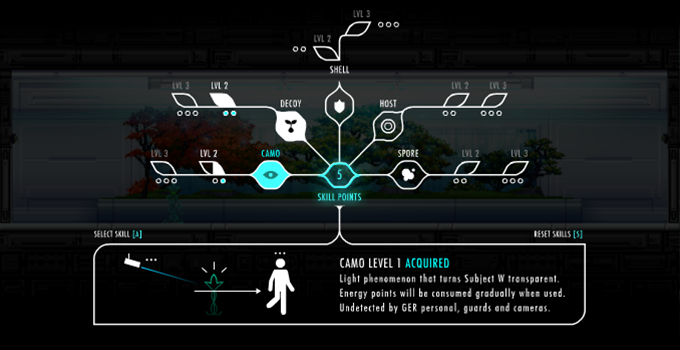 LVL 3
LVL 2
SHELL
LVL 3
LVL 2
DECOY
HOST
LVL 2
LVL 3
LVL 3
LVL 2
CAMO
5
SPORE
LVL 2
LVL 3
SKILL POINTS
SELECT SKILL [A]
RESET SKILLS [S]
CAMO LEVEL 1 ACQUIRED
Light phenomenon that turns Subject W transparent.
Energy points will be consumed gradually when used.
Undetected by GER personal, guards and cameras.